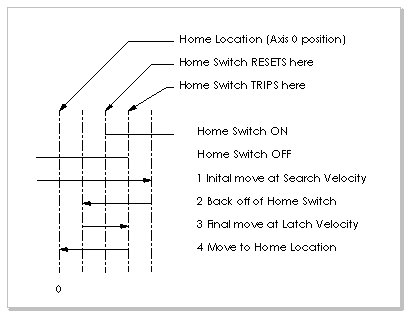 Home Location (Axis 0 position)
Home Switch RESETS here
Home Switch TRIPS here
Home Switch ON
Home Switch OFF
1 Inital move at Search Velocity
2 Back off of Home Switch
3 Final move at Latch Velocity
4 Move to Home Location
0